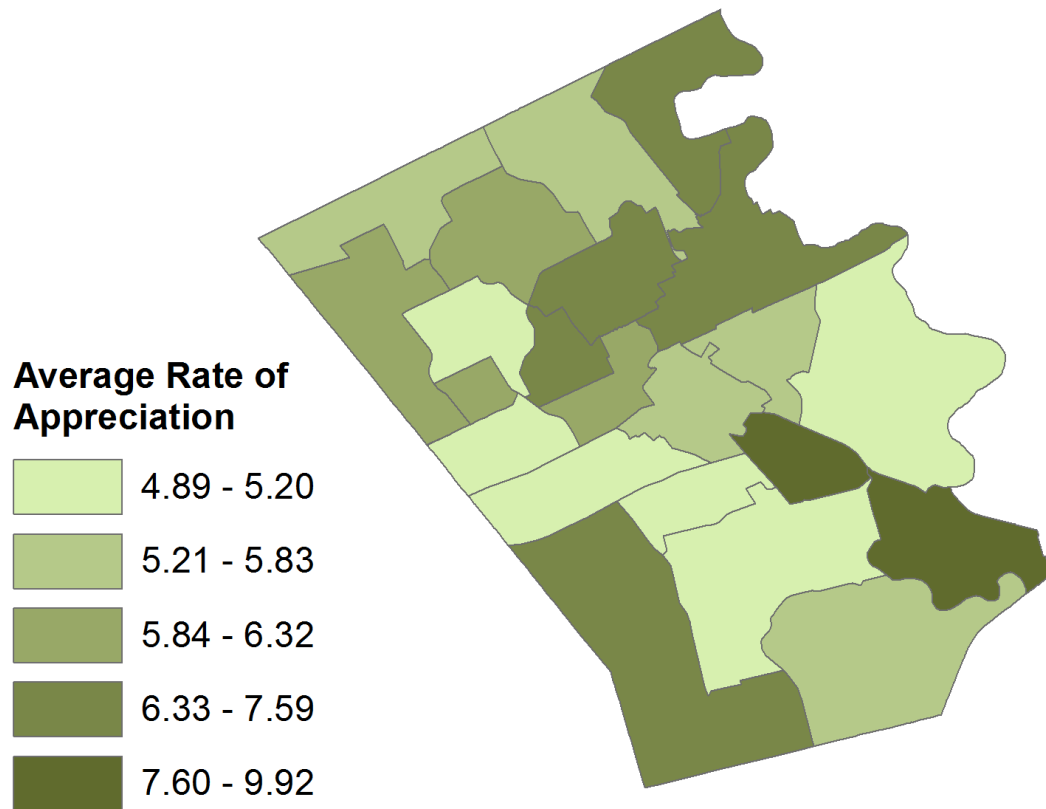 Average Rate of
Appreciation
4.89 - 5.20
5.21 - 5.83
5.84 - 6.32
6.33 - 7.59
7.60 - 9.92